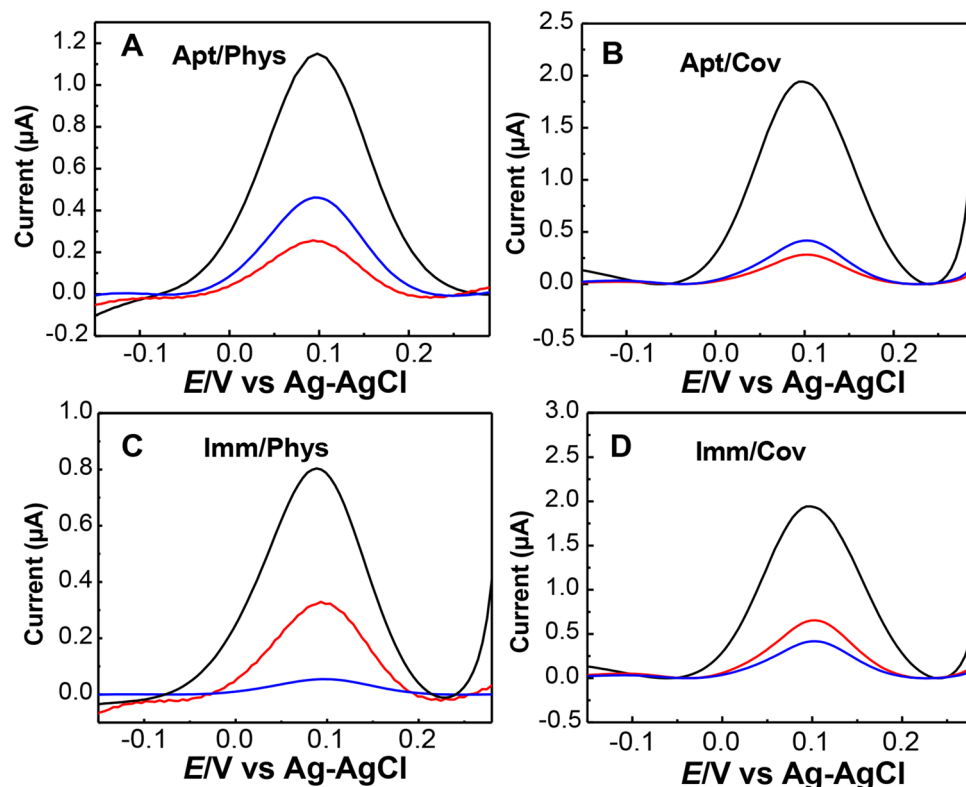 A
Apt/Phys
Current (µA)
1.2
1.0
0.8
0.6
0.4
0.2
0.0
-0.2
-0.1
0.0
0.1
0.2
E/V vs Ag-AgCl
B
Apt/Cov
Current (µA)
2.5
2.0
1.5
1.0
0.5
0.0
-0.5
-0.1
0.0
0.1
0.2
E/V vs Ag-AgCl
C
Imm/Phys
Current (µA)
1.0
0.8
0.6
0.4
0.2
0.0
-0.1
0.0
0.1
0.2
E/V vs Ag-AgCl
D
Imm/Cov
Current (µA)
3.0
2.5
2.0
1.5
1.0
0.5
0.0
-0.5
-0.1
0.0
0.1
0.2
E/V vs Ag-AgCl